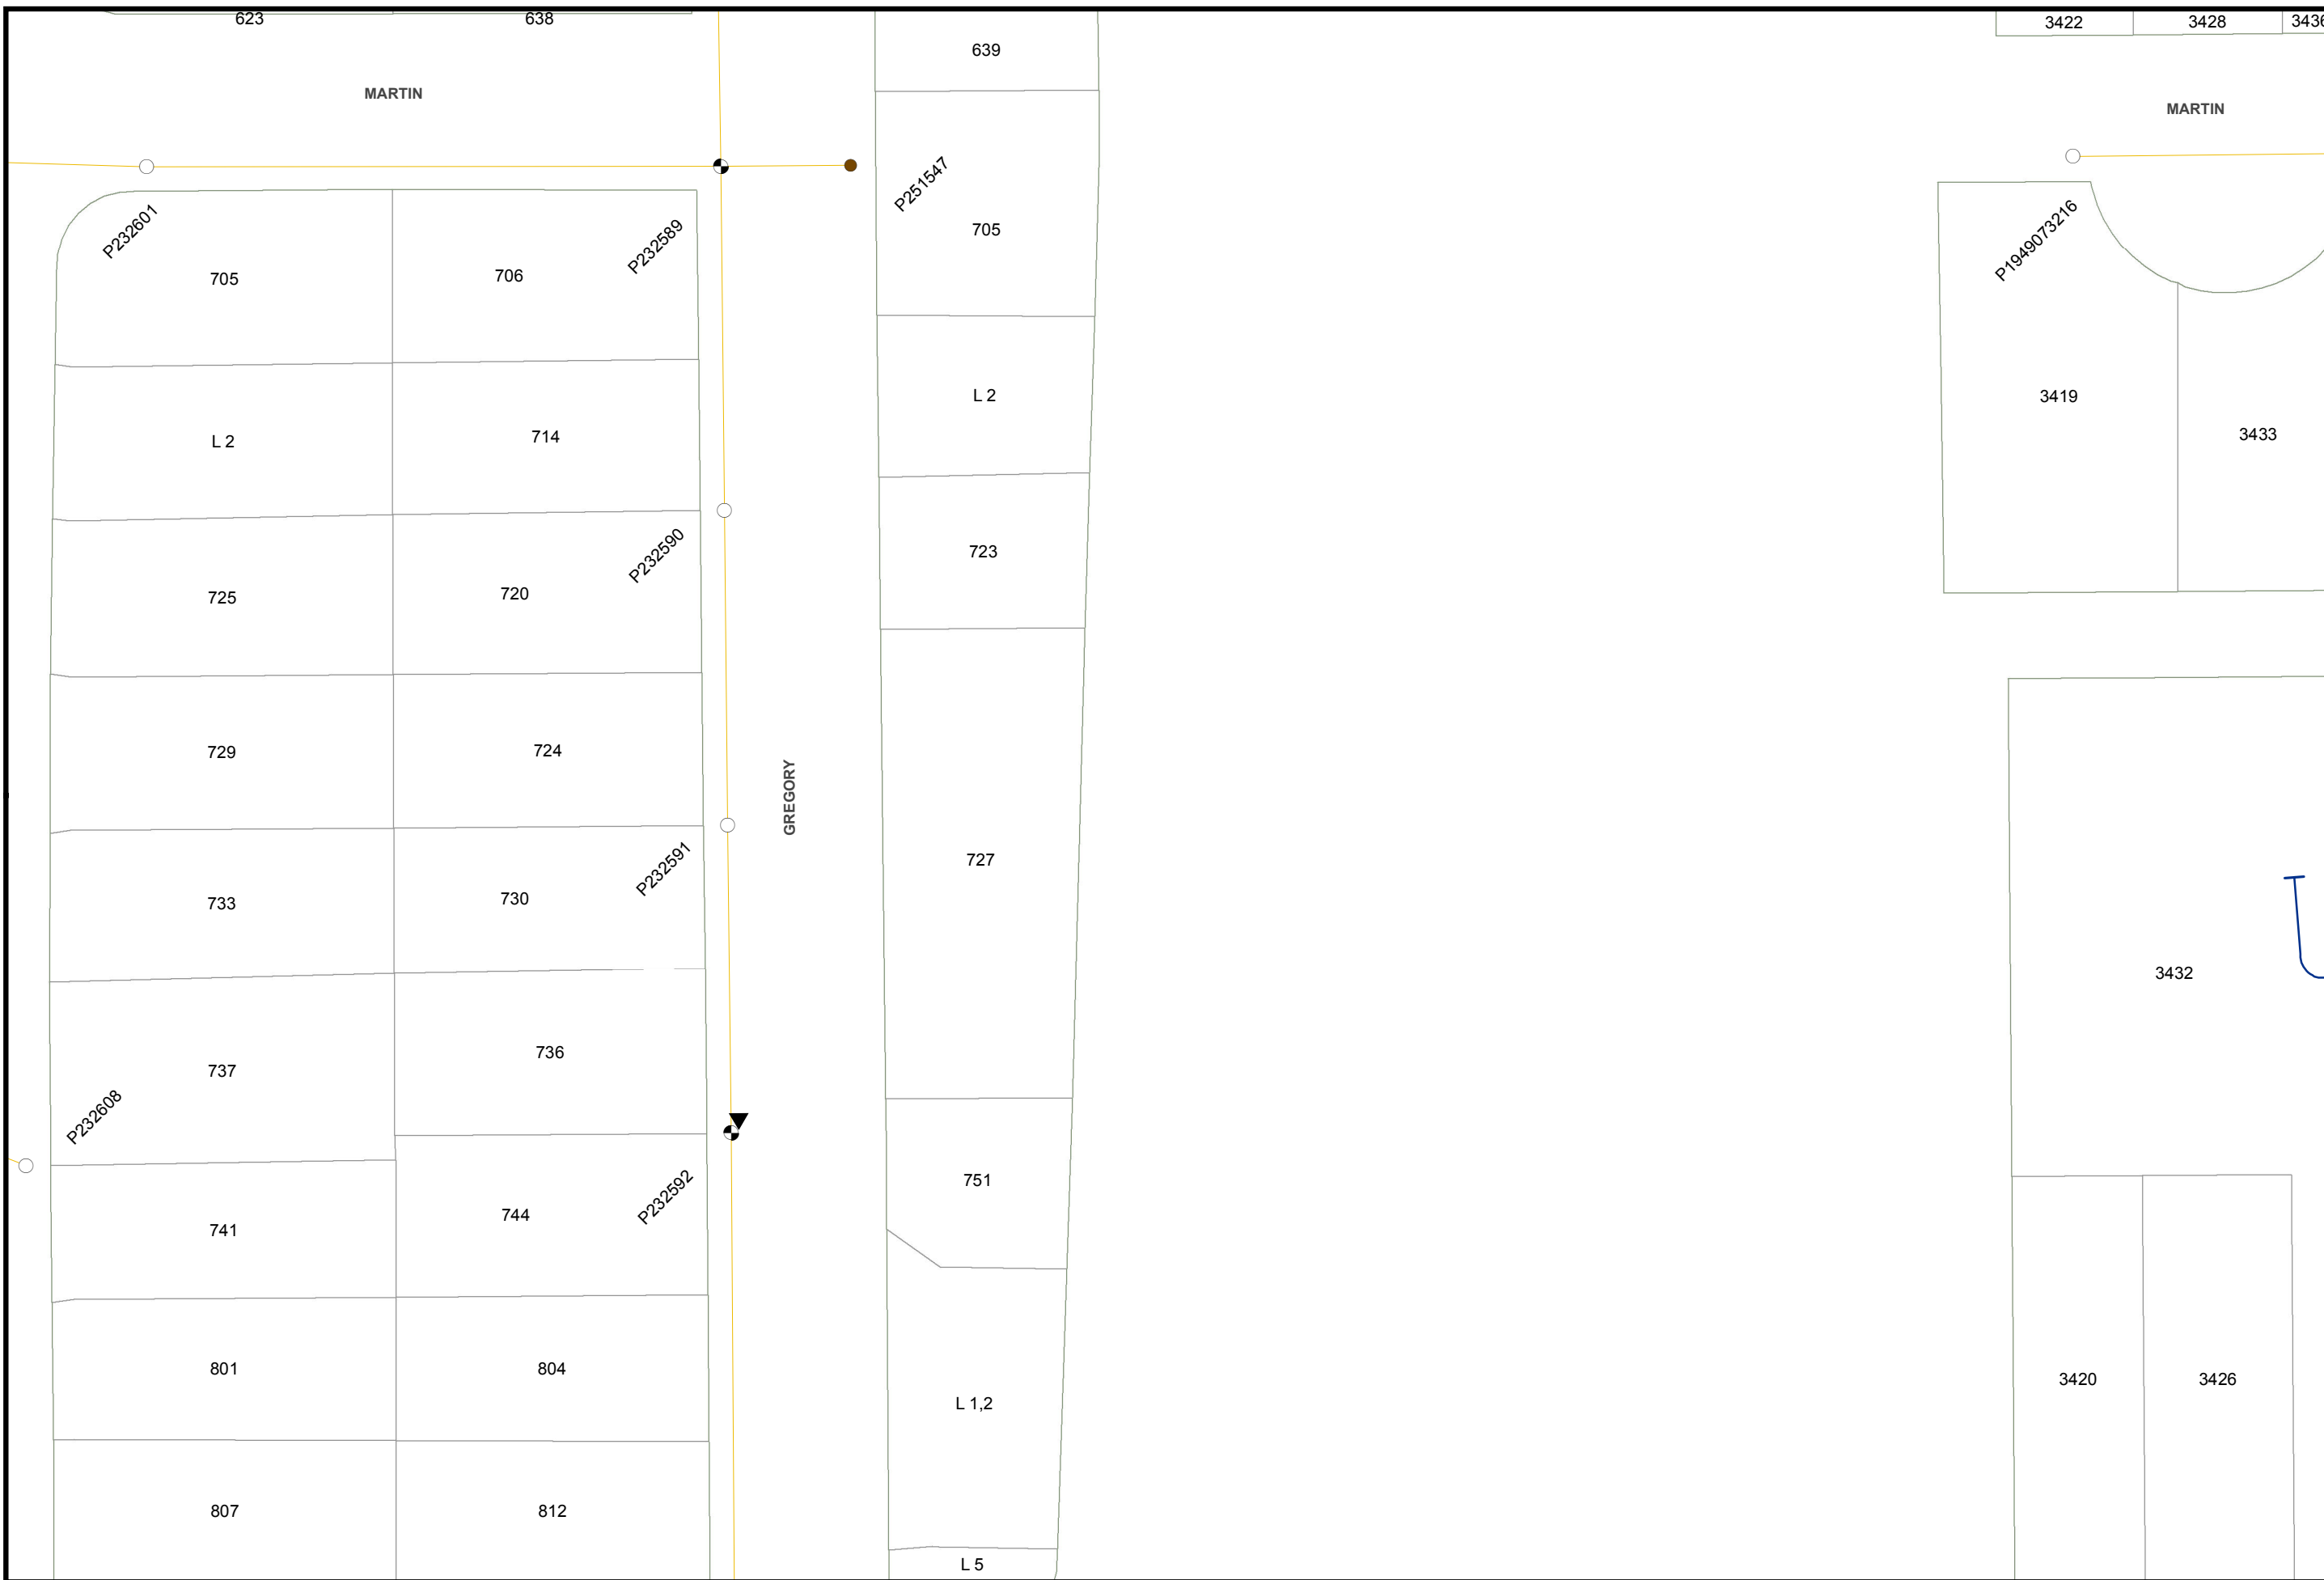 623
638
639
3422
3428
3436
MARTIN
MARTIN
P232601
P232589
P251547
P1949073216
705
706
705
L 2
714
L 2
3419
3433
P232590
725
720
723
729
724
GREGORY
727
P232591
733
730
3432
737
736
P232608
P232592
741
744
751
801
804
L 1,2
3420
3426
807
812
L 5